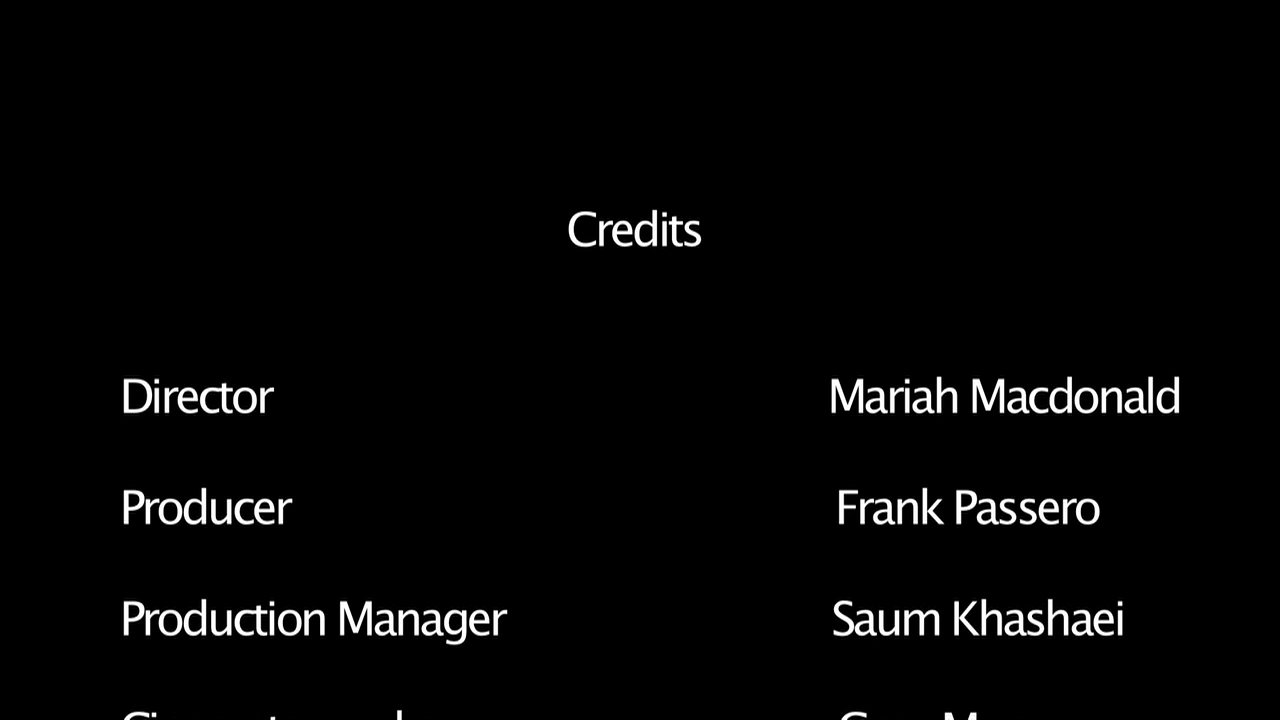 Credits
Director Mariah Macdonald
Producer Frank Passero
Production Manager Saum Khashaei